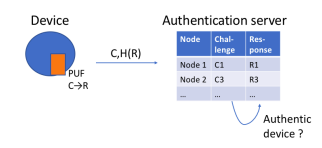 Device
PUF
C→R
C,H(R)
Authentication server
Node Chal-lenge Res-ponse
Node 1 C1 R1
Node 2 C3 R3
... ... ...
Authentic
device ?